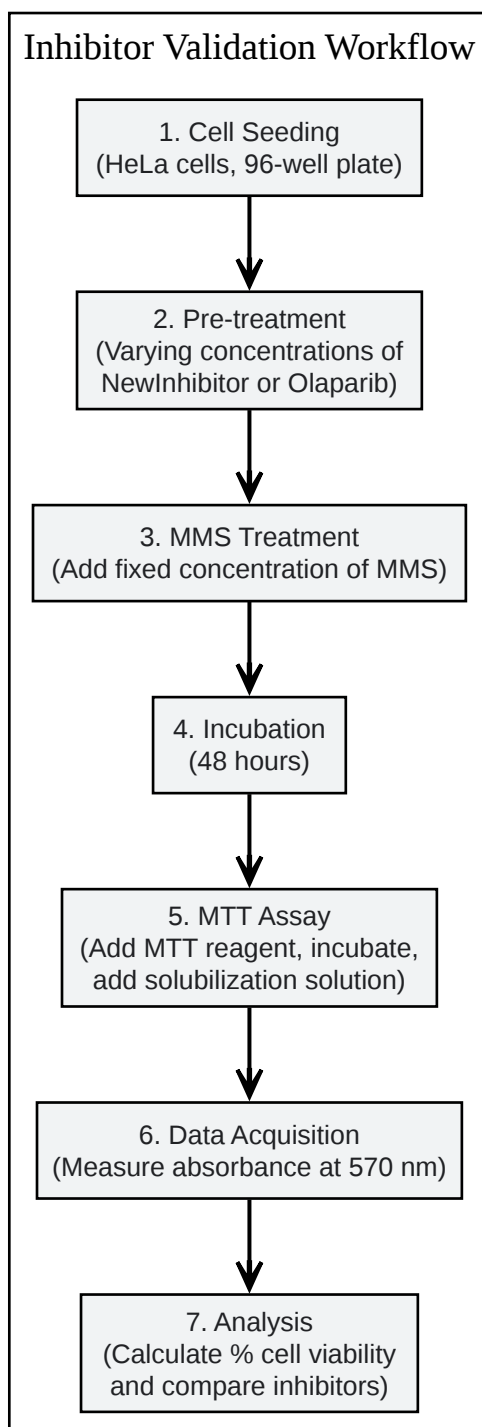 Inhibitor Validation Workflow
1. Cell Seeding
(HeLa cells, 96-well plate)
2. Pre-treatment
(Varying concentrations of
NewInhibitor or Olaparib)
3. MMS Treatment
(Add fixed concentration of MMS)
4. Incubation
(48 hours)
5. MTT Assay
(Add MTT reagent, incubate,
add solubilization solution)
6. Data Acquisition
(Measure absorbance at 570 nm)
7. Analysis
(Calculate % cell viability
and compare inhibitors)